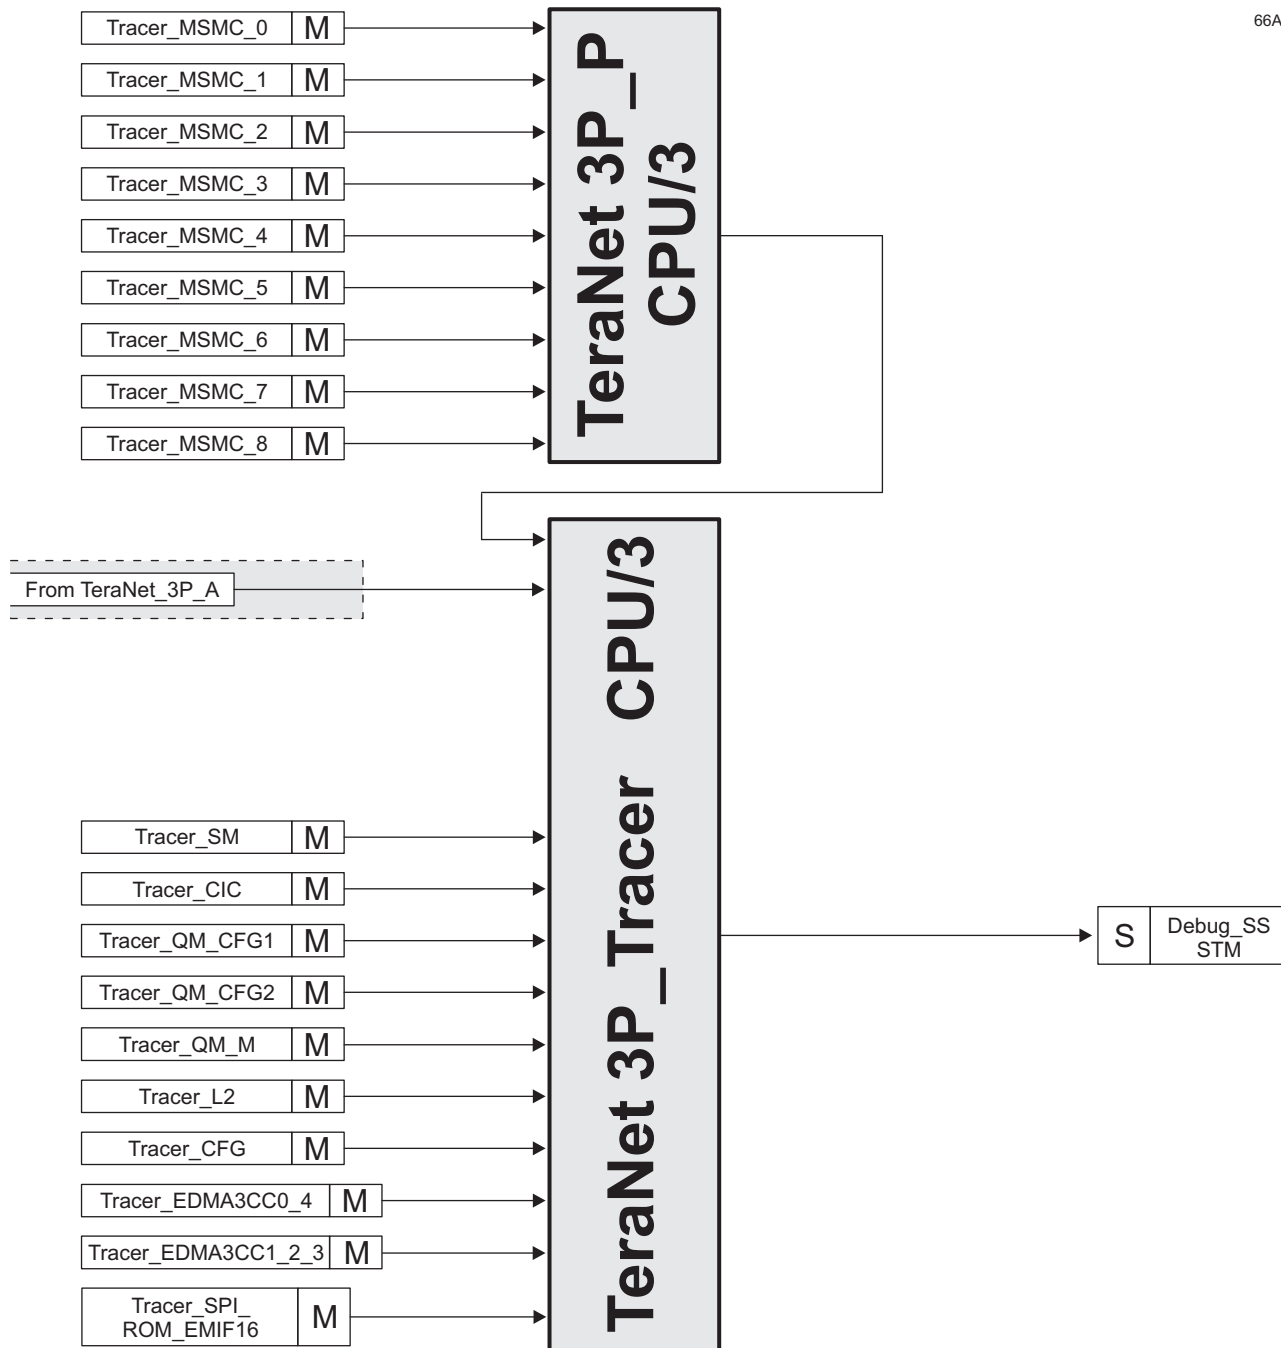 66A
Tracer_MSMC_0 M
Tracer_MSMC_1 M
Tracer_MSMC_2 M
Tracer_MSMC_3 M
Tracer_MSMC_4 M
Tracer_MSMC_5 M
Tracer_MSMC_6 M
Tracer_MSMC_7 M
Tracer_MSMC_8 M
TeraNet 3P_P
CPU/3
From TeraNet_3P_A
TeraNet 3P_Tracer CPU/3
Tracer_SM M
Tracer_CIC M
Tracer_QM_CFG1 M
Tracer_QM_CFG2 M
Tracer_QM_M M
Tracer_L2 M
Tracer_CFG M
Tracer_EDMA3CC0_4 M
Tracer_EDMA3CC1_2_3 M
Tracer_SPI_
ROM_EMIF16 M
S Debug_SS
STM